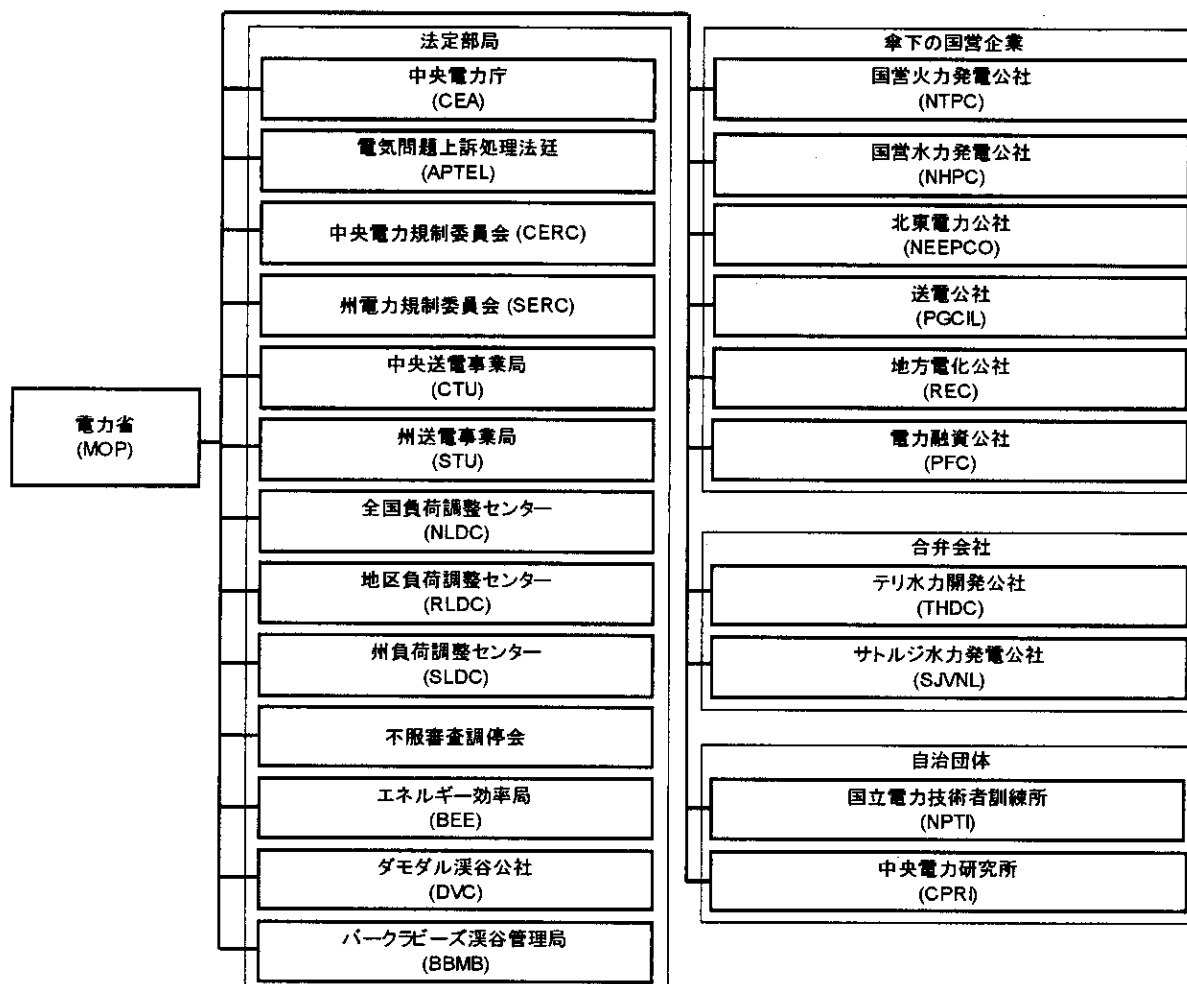 電力省
(MOP)
法定部局
中央電力庁
(CEA)
電気問題上訴処理法廷
(APTEL)
中央電力規制委員会 (CERC)
州電力規制委員会 (SERC)
中央送電事業局
(CTU)
州送電事業局
(STU)
全国負荷調整センター
(NLDC)
地区負荷調整センター
(RLDC)
州負荷調整センター
(SLDC)
不服審査調停会
エネルギー効率局
(BEE)
ダモダル渓谷公社
(DVC)
バークラビーズ渓谷管理局
(BBMB)
傘下の国営企業
国営火力発電公社
(NTPC)
国営水力発電公社
(NHPC)
北東電力公社
(NEEPCO)
送電公社
(PGCIL)
地方電化公社
(REC)
電力融資公社
(PFC)
合弁会社
テリ水力開発公社
(THDC)
サトルジ水力発電公社
(SJVNL)
自治団体
国立電力技術者訓練所
(NPTI)
中央電力研究所
(CPRI)